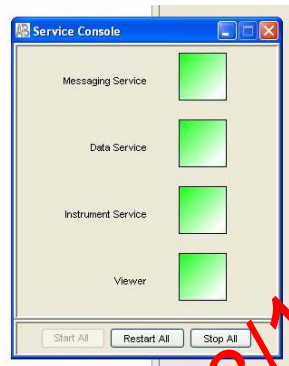 Service Console
Messaging Service
Data Service
Instrument Service
Viewer
Start All Restart All Stop All